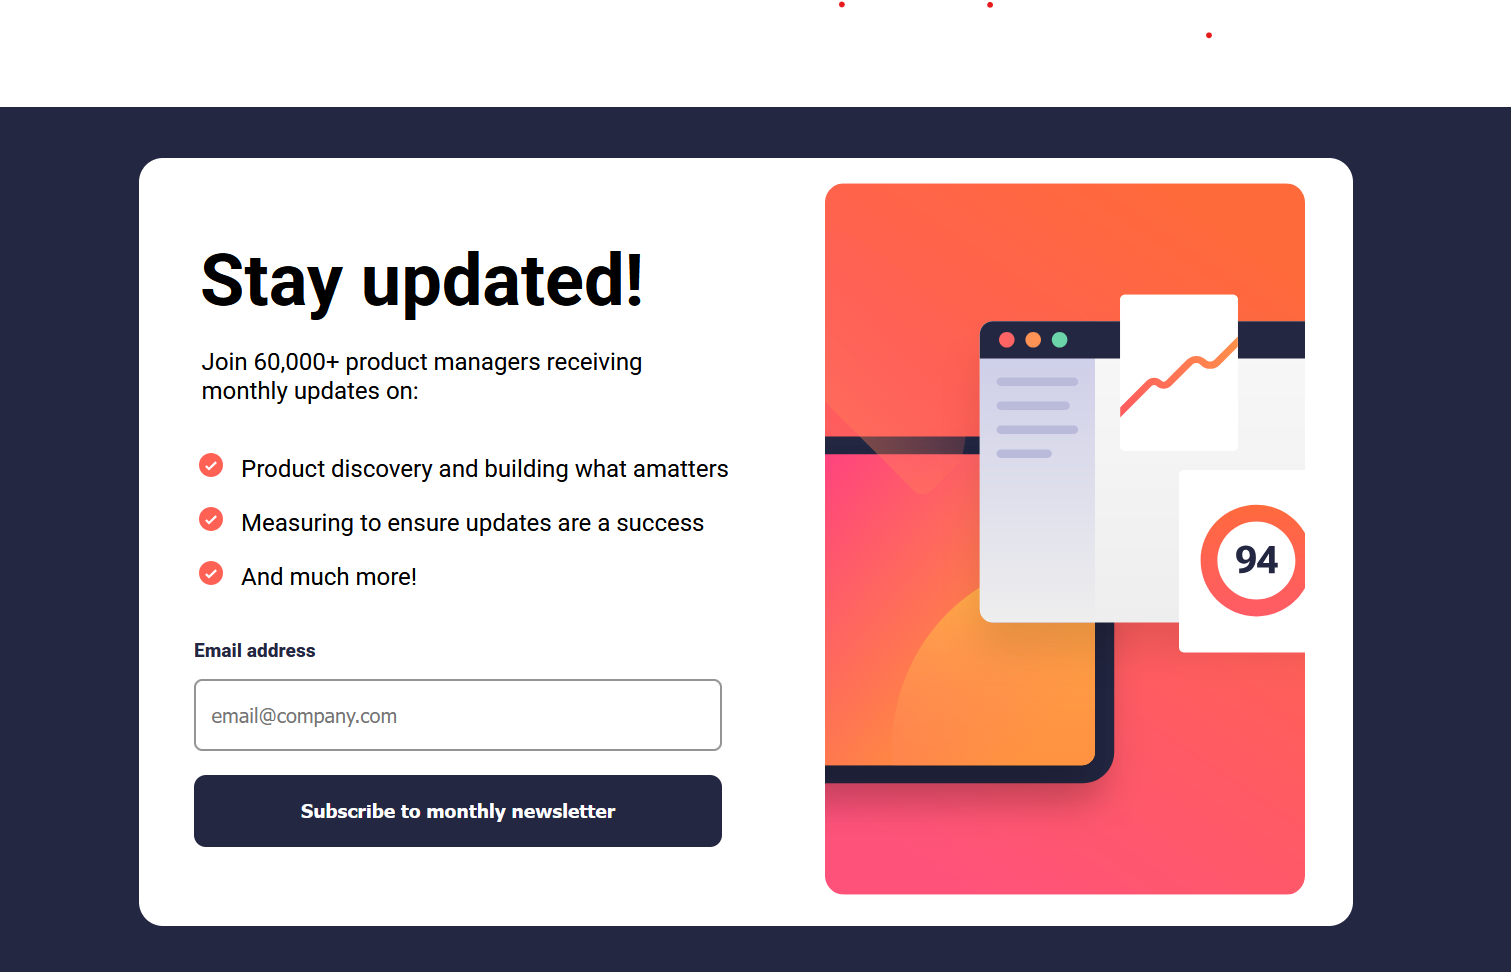 Stay updated!
Join 60,000+ product managers receiving
monthly updates on:
Product discovery and building what amatters
Measuring to ensure updates are a success
And much more!
Email address
email@company.com
Subscribe to monthly newsletter
94